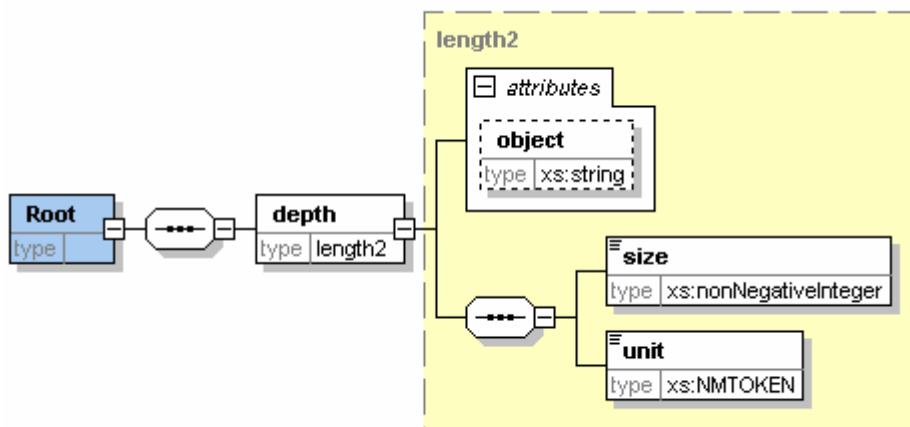 length2
attributes
object
type xs:string
Root
type
depth
type length2
size
type xs:nonNegativeInteger
unit
type xs:NMTOKEN